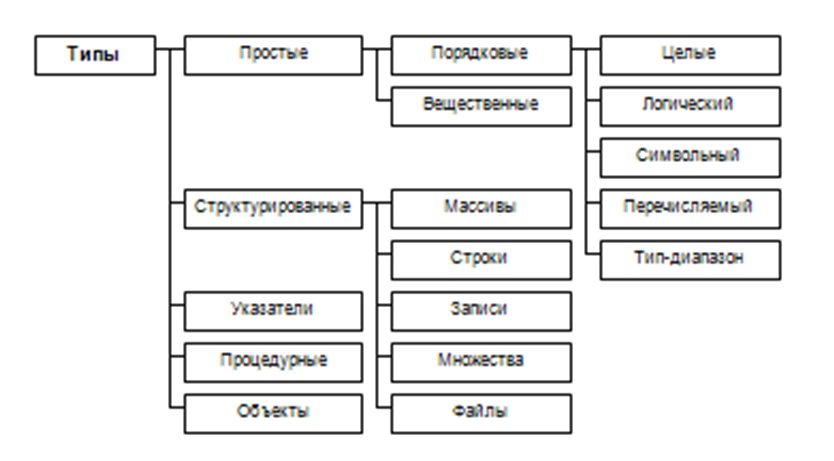 Типы
Простые
Порядковые
Целые
Вещественные
Логический
Символьный
Структурированные
Массивы
Перечисляемый
Строки
Тип-диапазон
Указатели
Записи
Процедурные
Множества
Объекты
Файлы